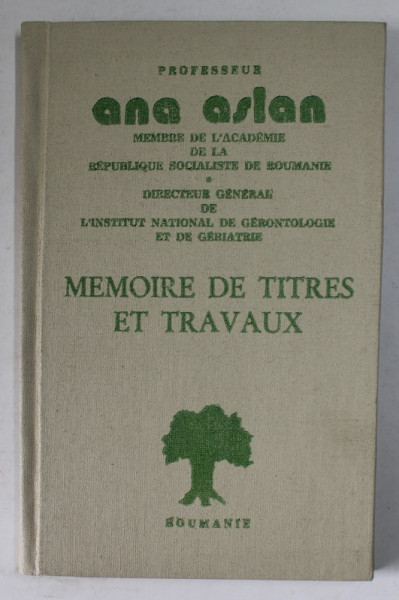 PROFESSEUR
ana aslan
MEMBRE DE L'ACADÉMIE
DE LA
RÉPUBLIQUE SOCIALISTE DE ROUMANIE
*
DIRECTEUR GÉNÉRAL
DE
L'INSTITUT NATIONAL DE GÉRONTOLOGIE
ET DE GÉRIATRIE
MEMOIRE DE TITRES
ET TRAVAUX
ROUMANIE